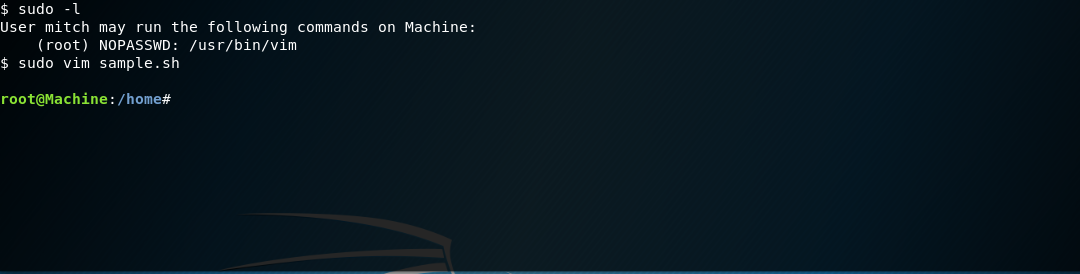 $ sudo -l
User mitch may run the following commands on Machine:
    (root) NOPASSWD: /usr/bin/vim
$ sudo vim sample.sh
root@Machine:/home#